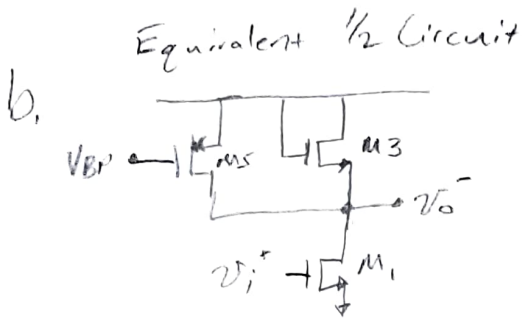 Equivalent 1/2 Circuit
b.
VBP
M5
M3
vo-
vi+
M1